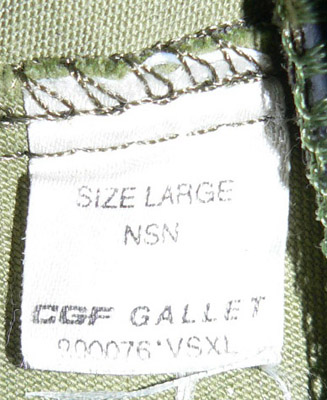 SIZE LARGE
NSN
CGF GALLET
900076*VSXL